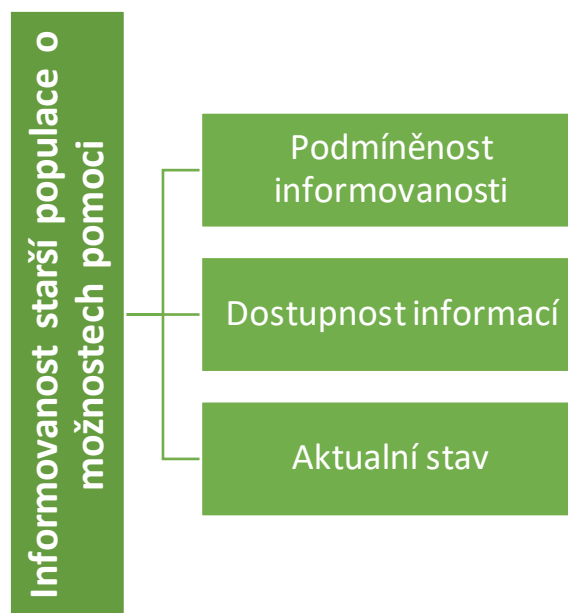 Informovanost starší populace o
možnostech pomoci
Podmíněnost
informovanosti
Dostupnost informací
Aktualní stav